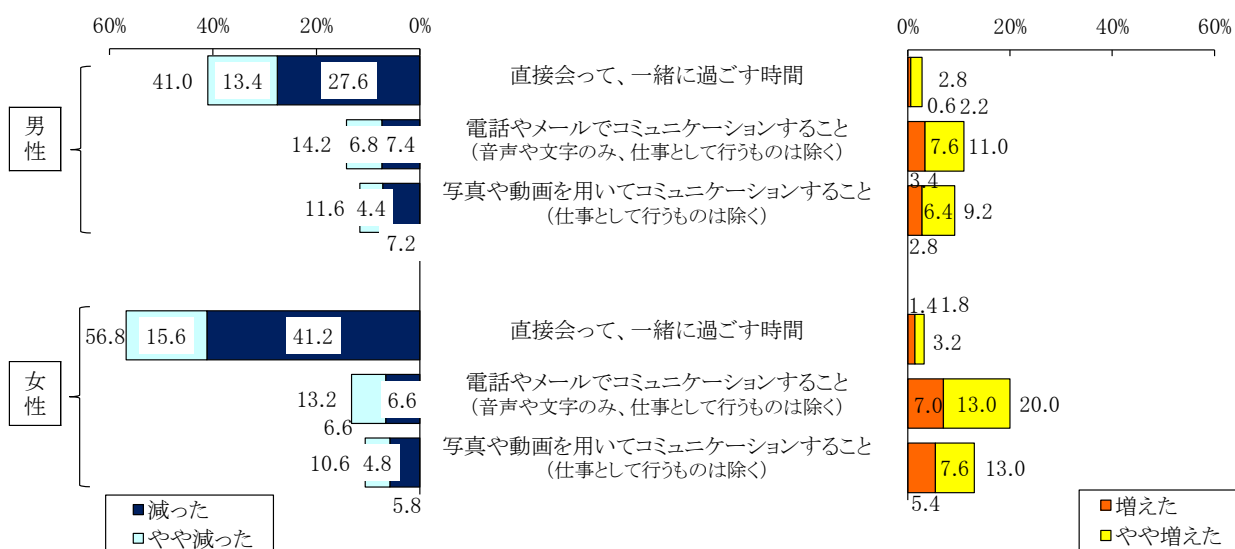 60% 40% 20% 0%
0% 20% 40% 60%
男性
41.0 13.4 27.6
直接会って、一緒に過ごす時間
2.8
0.6 2.2
14.2 6.8 7.4
電話やメールでコミュニケーションすること
(音声や文字のみ、仕事として行うものは除く)
7.6 11.0
3.4
11.6 4.4
7.2
写真や動画を用いてコミュニケーションすること
(仕事として行うものは除く)
6.4 9.2
2.8
女性
56.8 15.6 41.2
直接会って、一緒に過ごす時間
1.4 1.8
3.2
13.2 6.6
6.6
電話やメールでコミュニケーションすること
(音声や文字のみ、仕事として行うものは除く)
7.0 13.0 20.0
10.6 4.8
5.8
写真や動画を用いてコミュニケーションすること
(仕事として行うものは除く)
7.6 13.0
5.4
減った
やや減った
増えた
やや増えた